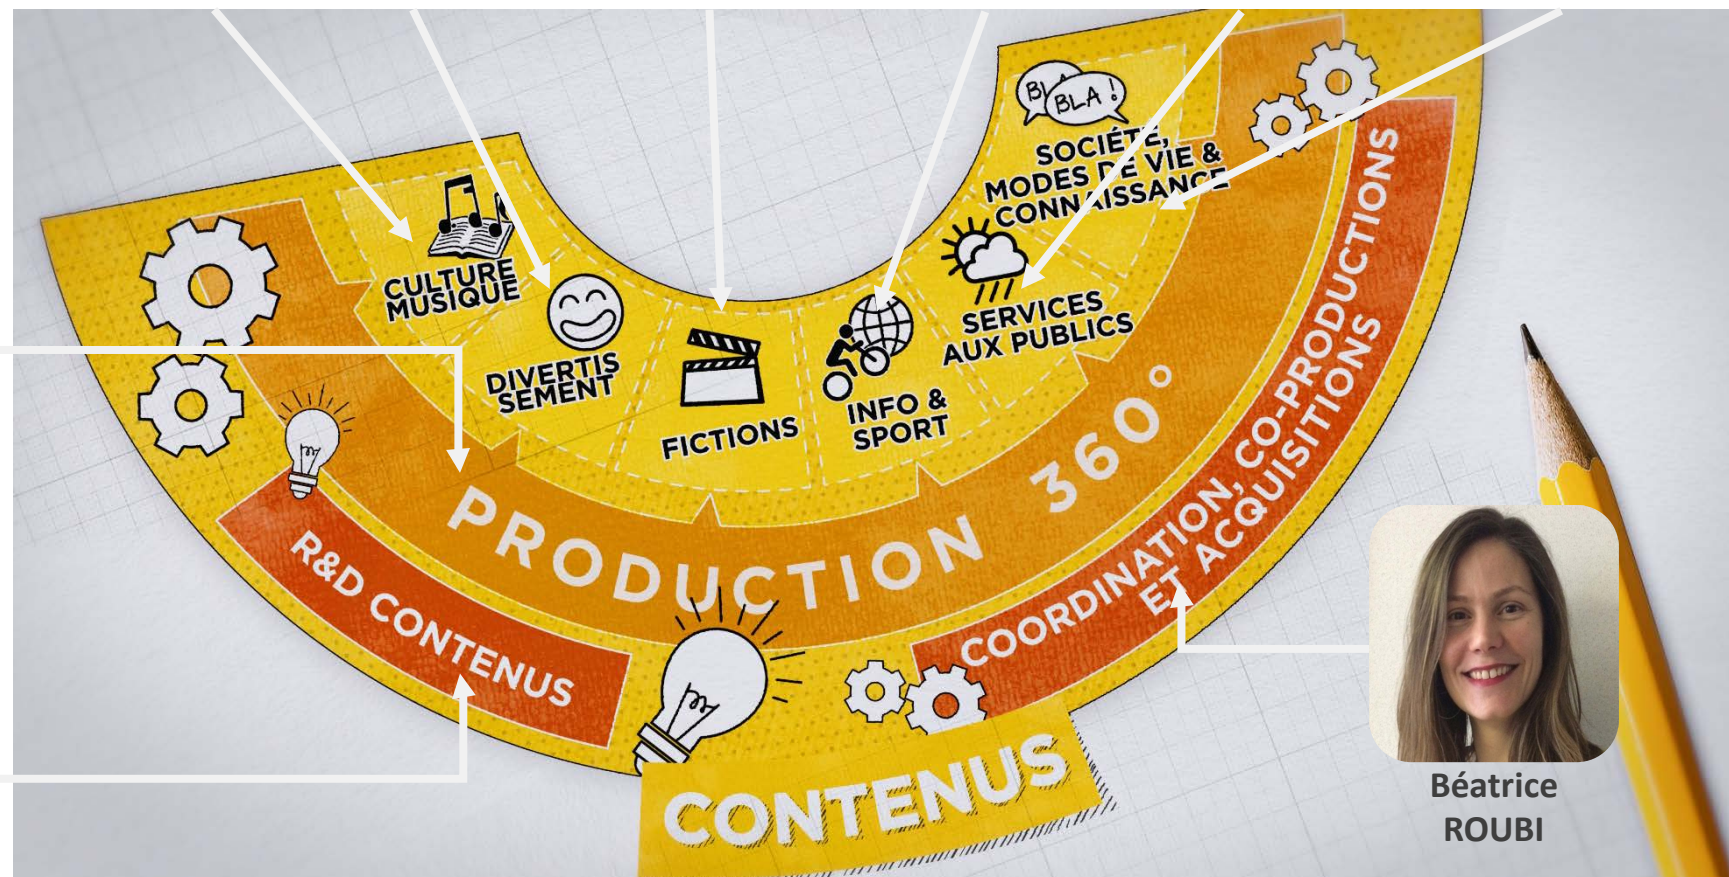 BLA
BLA !
SOCIÉTÉ,
MODES DE VIE &
CONNAISSANCE
CULTURE
MUSIQUE
DIVERTIS
SEMENT
FICTIONS
INFO &
SPORT
SERVICES
AUX PUBLICS
PRODUCTION 360°
R&D CONTENUS
COORDINATION, CO-PRODUCTIONS
ET ACQUISITIONS
CONTENUS
Béatrice
ROUBI